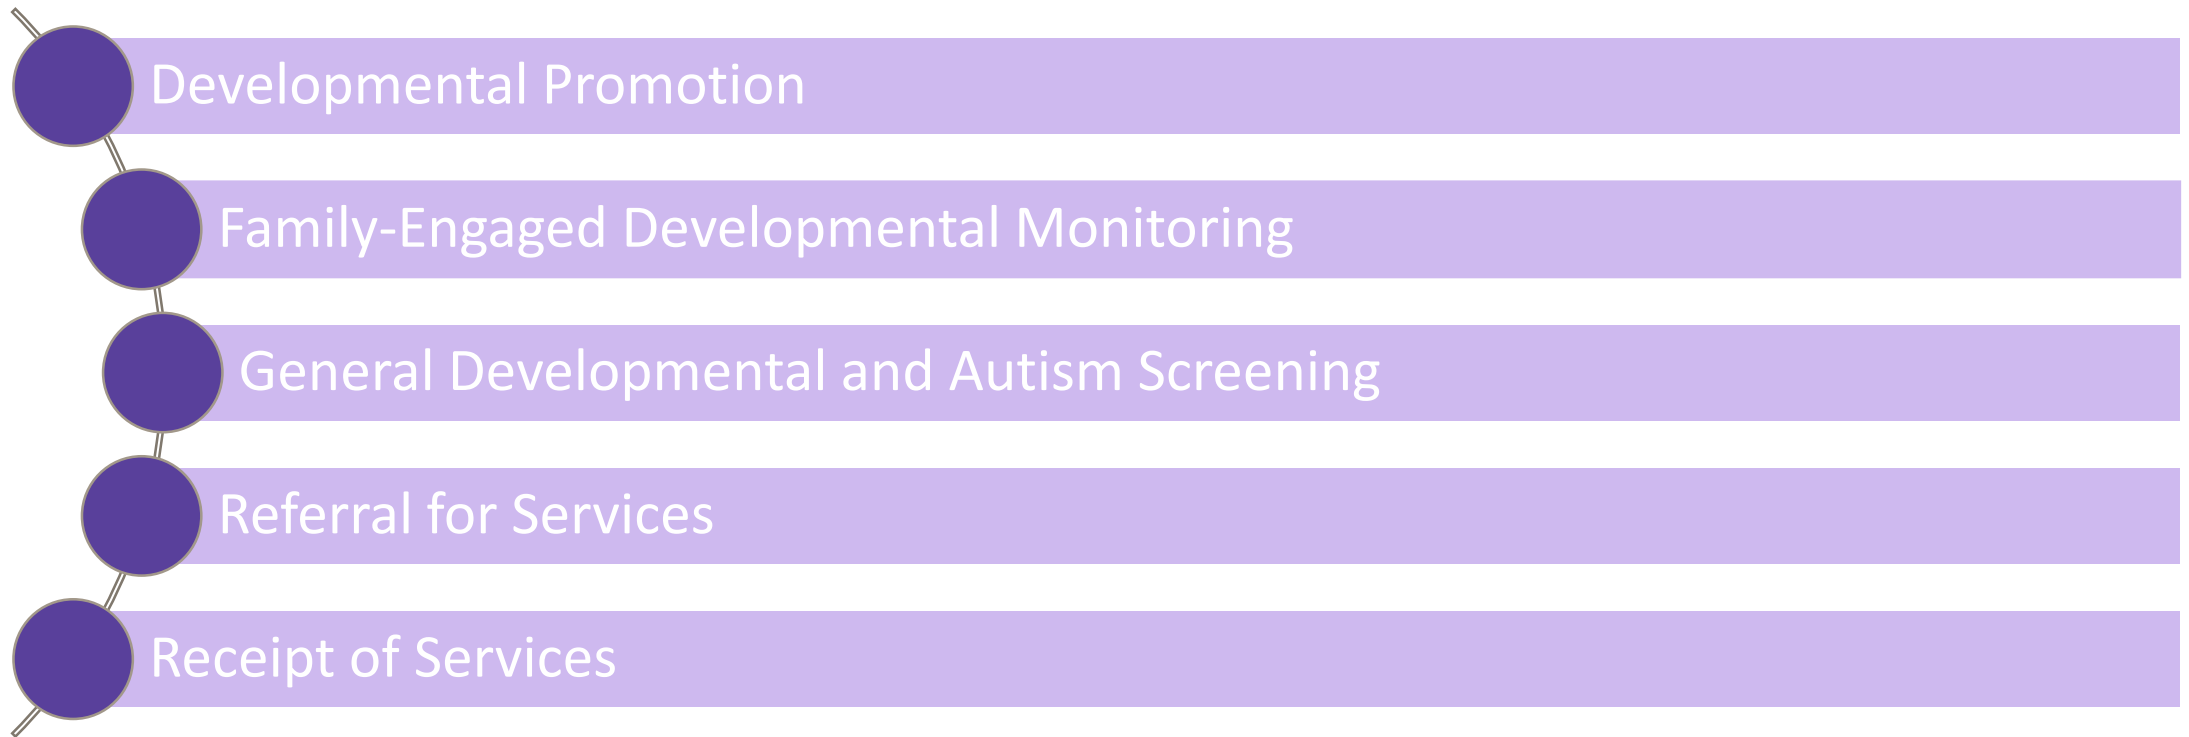 Developmental Promotion
Family-Engaged Developmental Monitoring
General Developmental and Autism Screening
Referral for Services
Receipt of Services